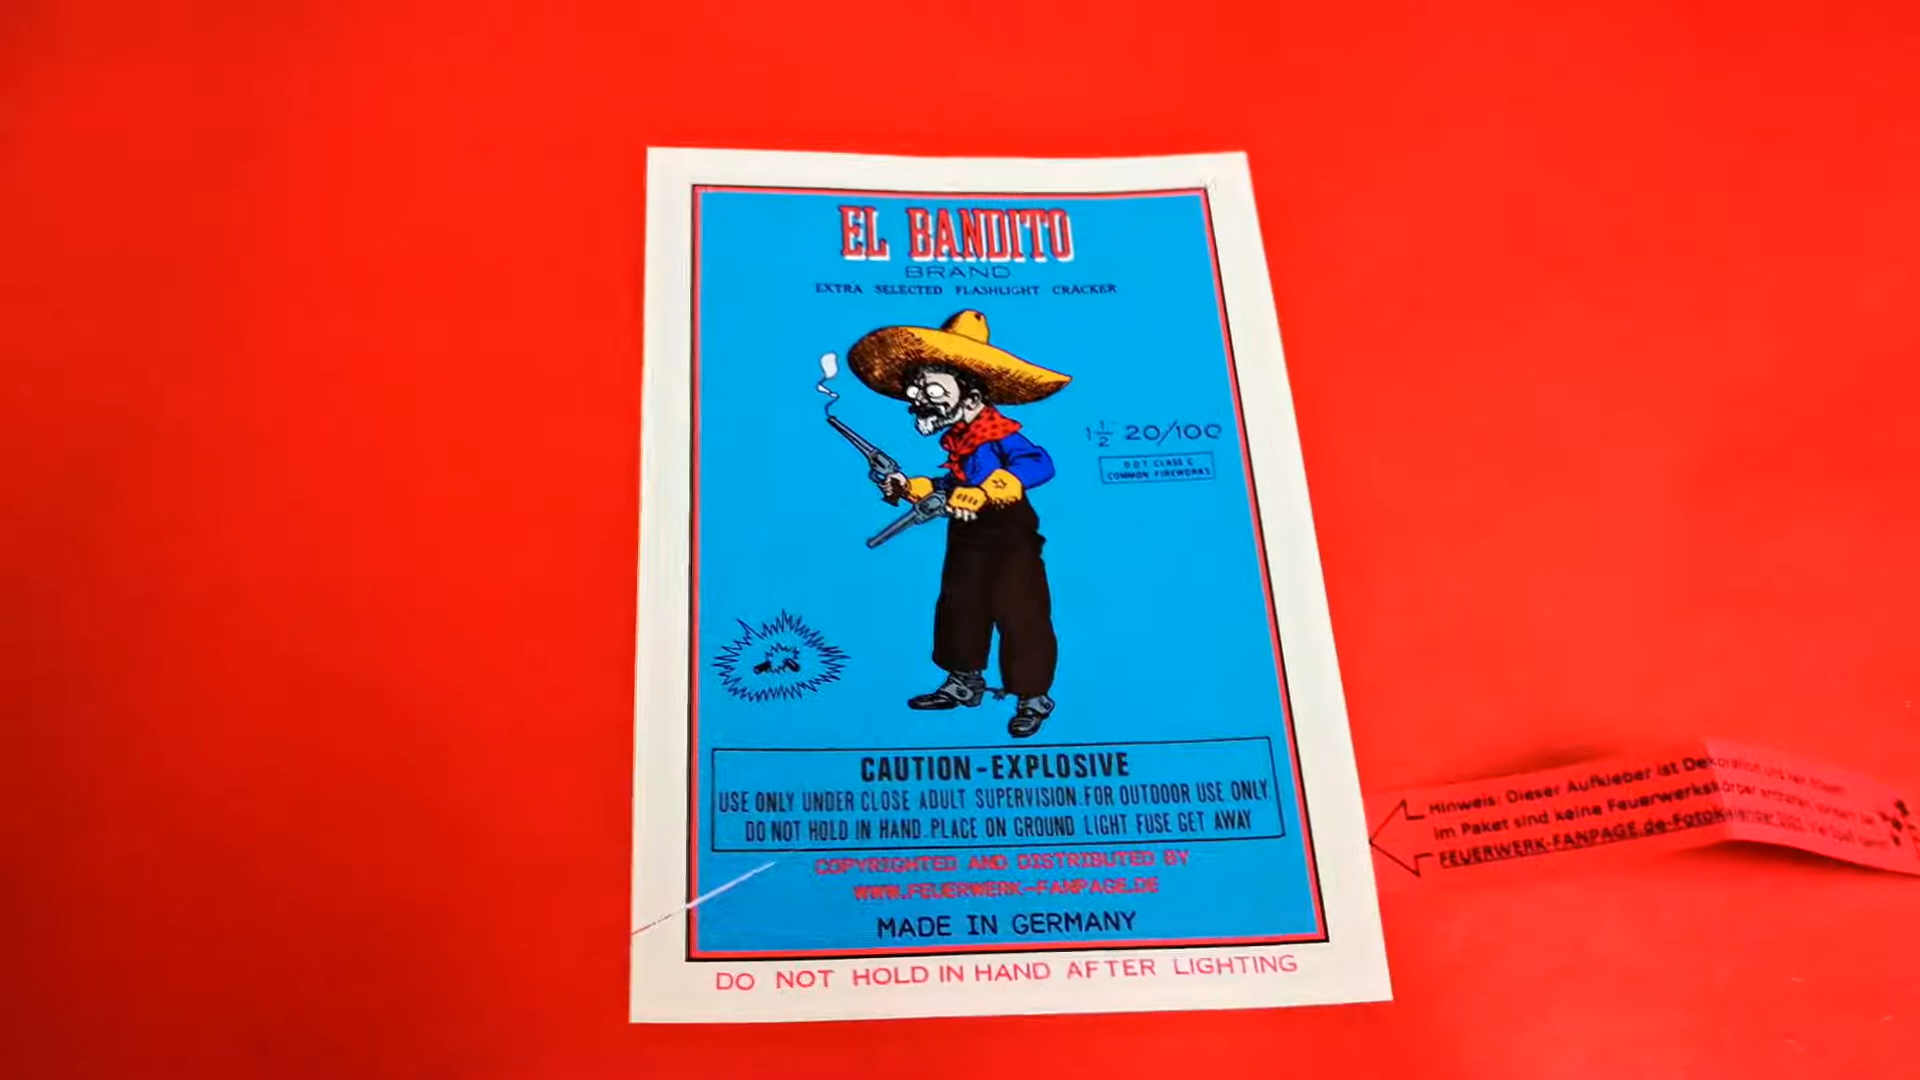 EL BANDITO
BRAND
EXTRA SELECTED FLASHLIGHT CRACKER
1 1/2" 20/100
DOT CLASS C
COMMON FIREWORKS
CAUTION-EXPLOSIVE
USE ONLY UNDER CLOSE ADULT SUPERVISION. FOR OUTDOOR USE ONLY.
DO NOT HOLD IN HAND. PLACE ON GROUND LIGHT FUSE GET AWAY
COPYRIGHTED AND DISTRIBUTED BY
WWW.FEUERWERK-FANPAGE.DE
MADE IN GERMANY
DO NOT HOLD IN HAND AFTER LIGHTING
Hinweis: Dieser Aufkleber ist Dekoration
im Paket sind keine Feuerwerkskörper
FEUERWERK-FANPAGE.de-Fotokalender